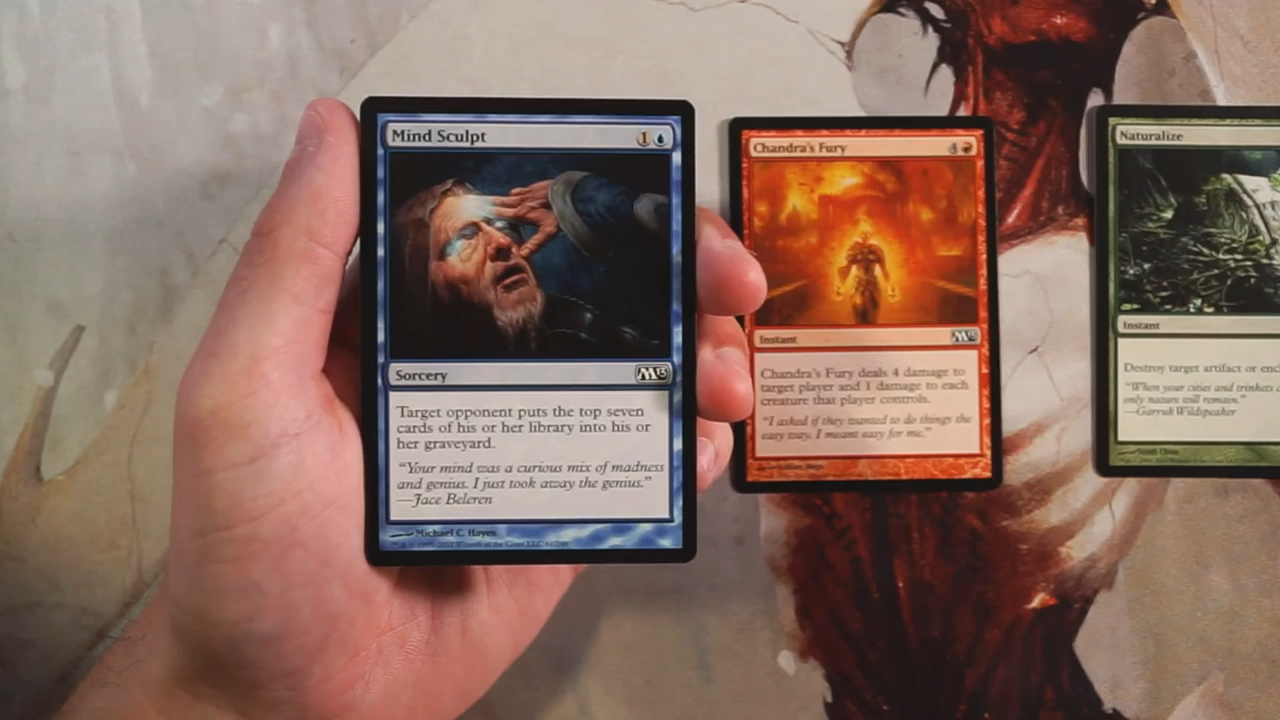 Mind Sculpt
1
Sorcery
M13
Target opponent puts the top seven
cards of his or her library into his or
her graveyard.
"Your mind was a curious mix of madness
and genius. I just took away the genius."
—Jace Beleren
Michael C. Hayes
Chandra's Fury
4
Instant
M13
Chandra's Fury deals 4 damage to
target player and 1 damage to each
creature that player controls.
"I asked if they wanted to do things the
easy way. I meant easy for me."
Naturalize
Instant
Destroy target artifact or
"When your cities and trinkets
only nature will remain."
—Garruk Wildspeaker